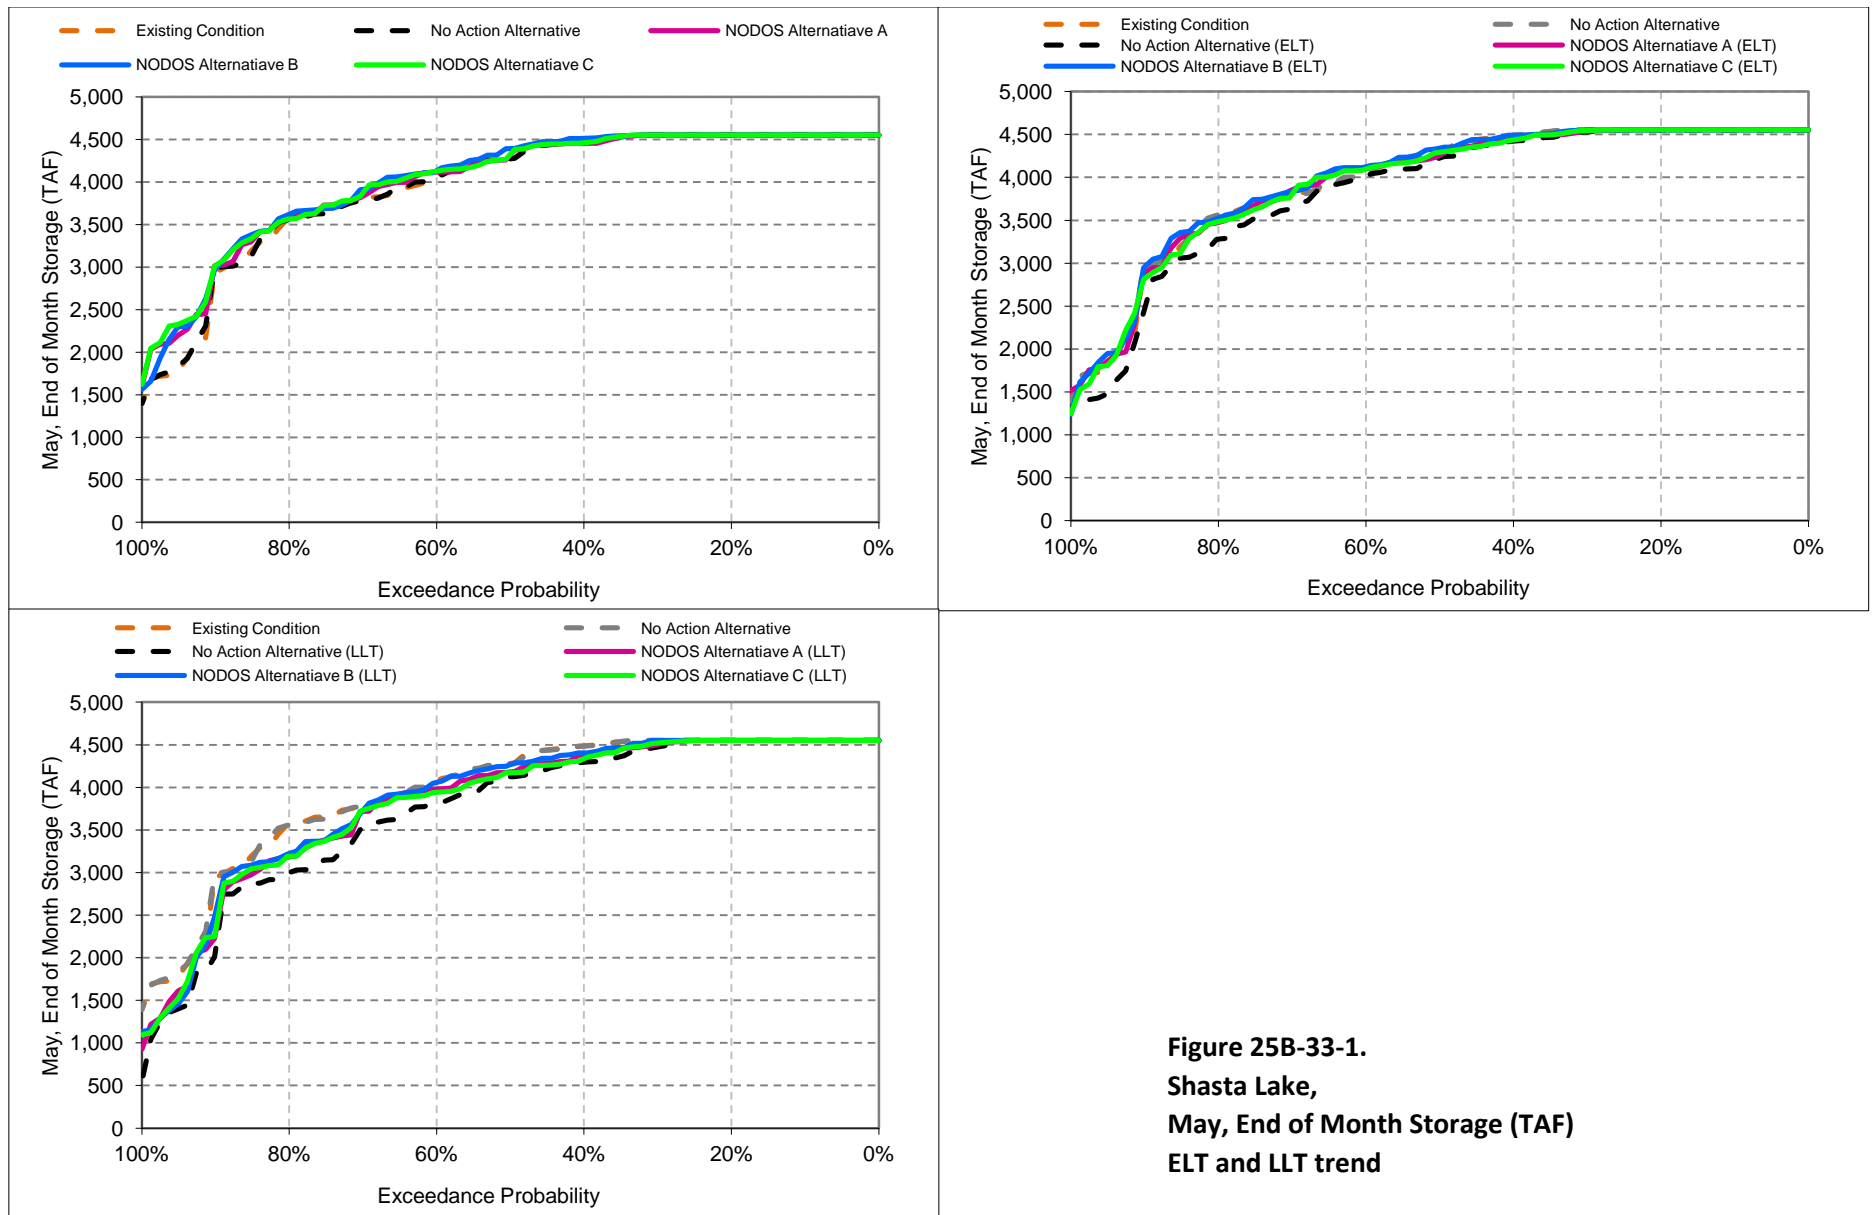 Existing Condition
No Action Alternative
NODOS Alternatiave A
NODOS Alternatiave B
NODOS Alternatiave C
May, End of Month Storage (TAF)
5,000
4,500
4,000
3,500
3,000
2,500
2,000
1,500
1,000
500
0
100% 80% 60% 40% 20% 0%
Exceedance Probability
Existing Condition
No Action Alternative
No Action Alternative (ELT)
NODOS Alternatiave A (ELT)
NODOS Alternatiave B (ELT)
NODOS Alternatiave C (ELT)
May, End of Month Storage (TAF)
5,000
4,500
4,000
3,500
3,000
2,500
2,000
1,500
1,000
500
0
100% 80% 60% 40% 20% 0%
Exceedance Probability
Existing Condition
No Action Alternative
No Action Alternative (LLT)
NODOS Alternatiave A (LLT)
NODOS Alternatiave B (LLT)
NODOS Alternatiave C (LLT)
May, End of Month Storage (TAF)
5,000
4,500
4,000
3,500
3,000
2,500
2,000
1,500
1,000
500
0
100% 80% 60% 40% 20% 0%
Exceedance Probability
Figure 25B-33-1.
Shasta Lake,
May, End of Month Storage (TAF)
ELT and LLT trend